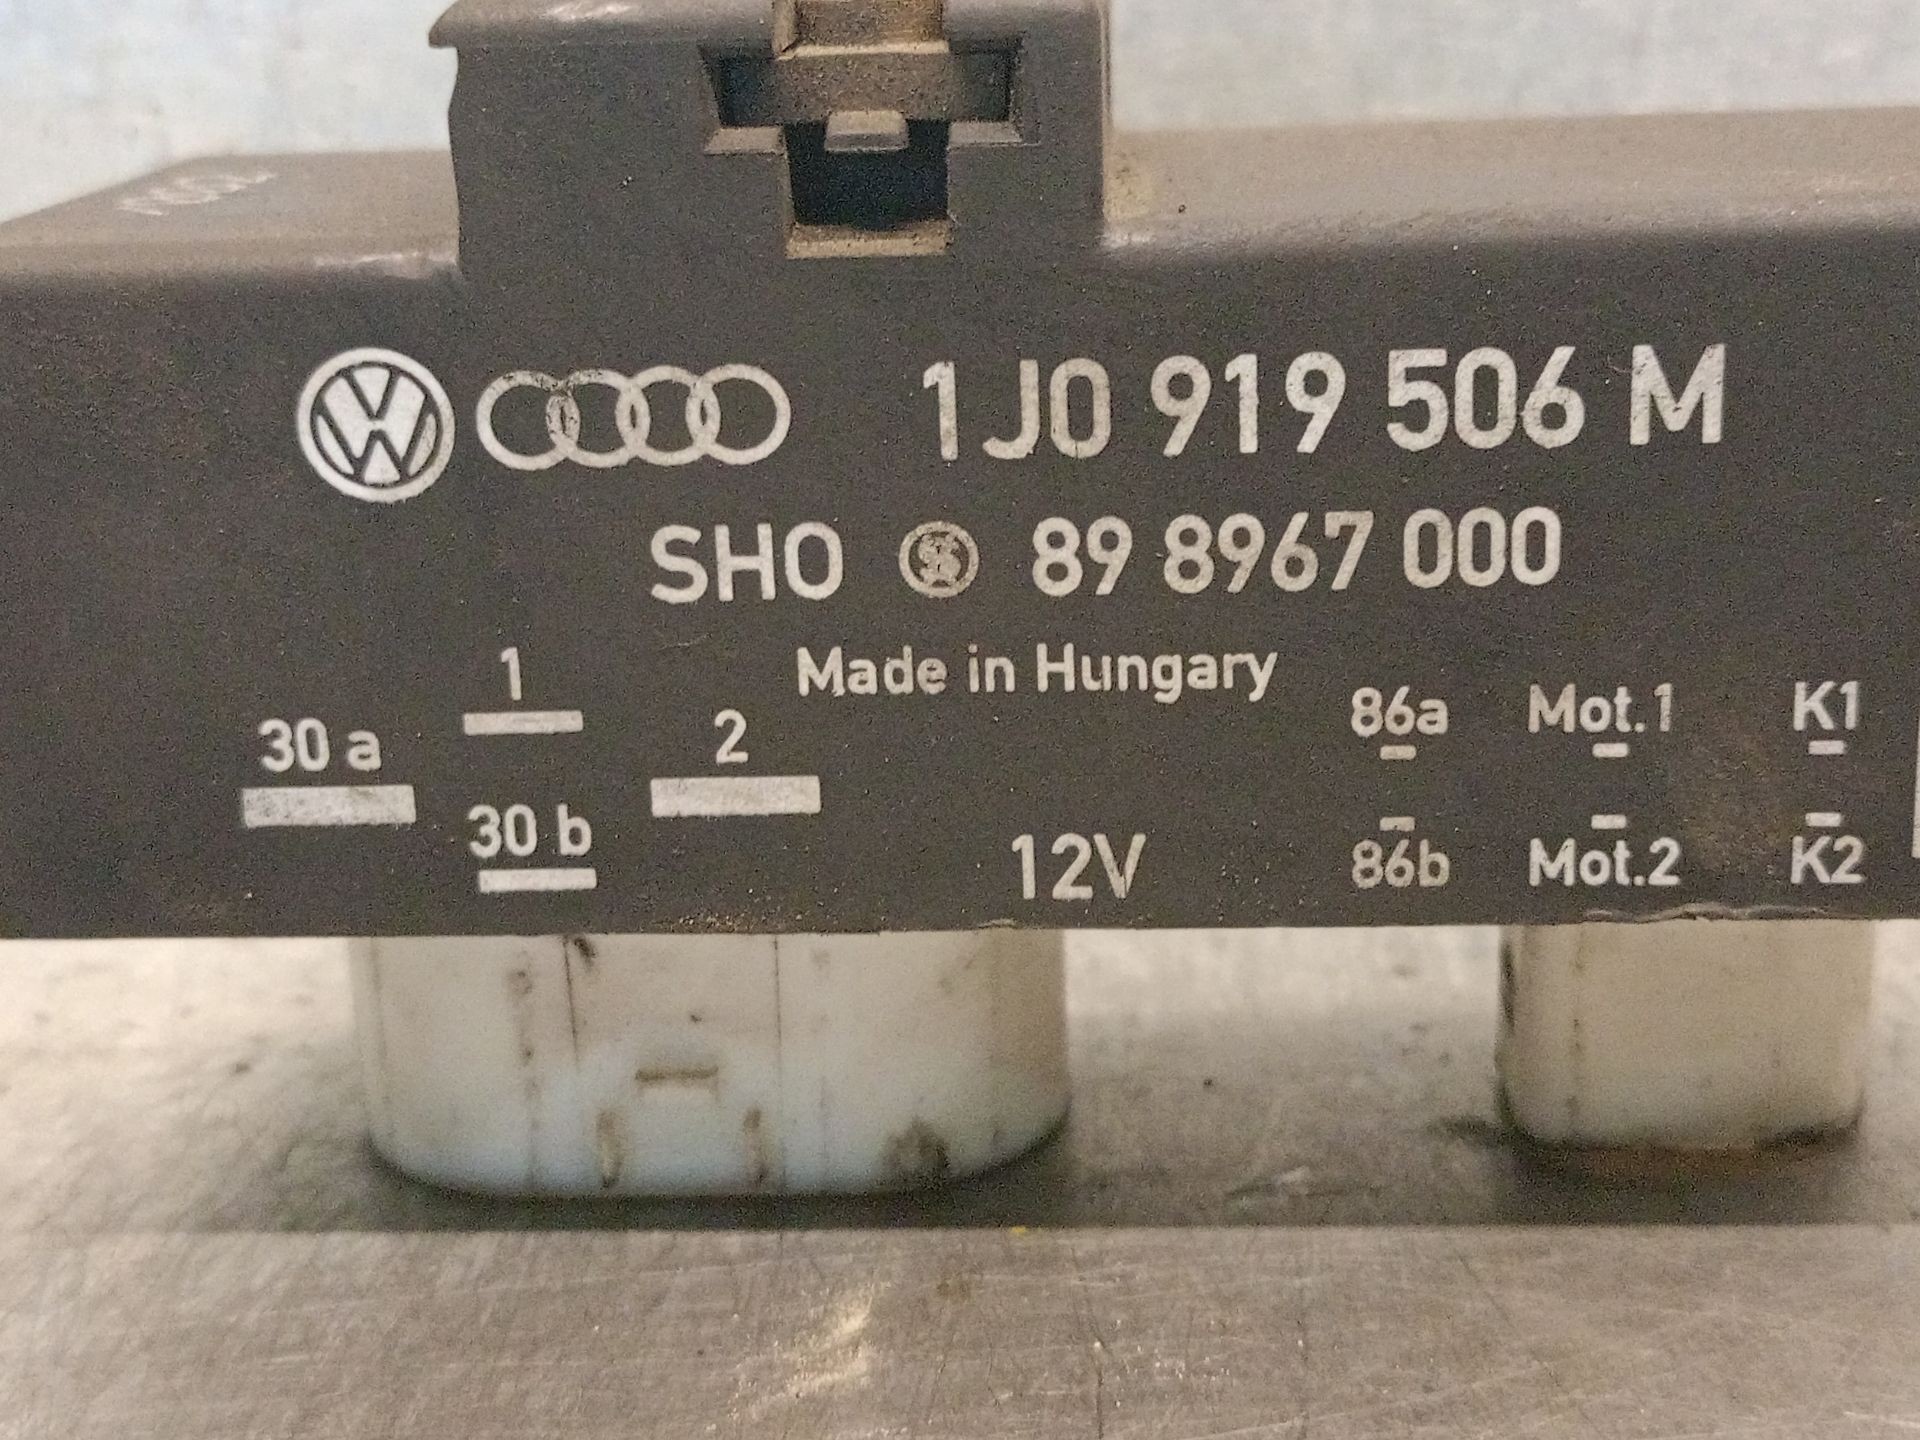 1J0 919 506 M
SHO 89 8967 000
Made in Hungary
1
30 a
2
30 b
12V
86a Mot.1 K1
86b Mot.2 K2